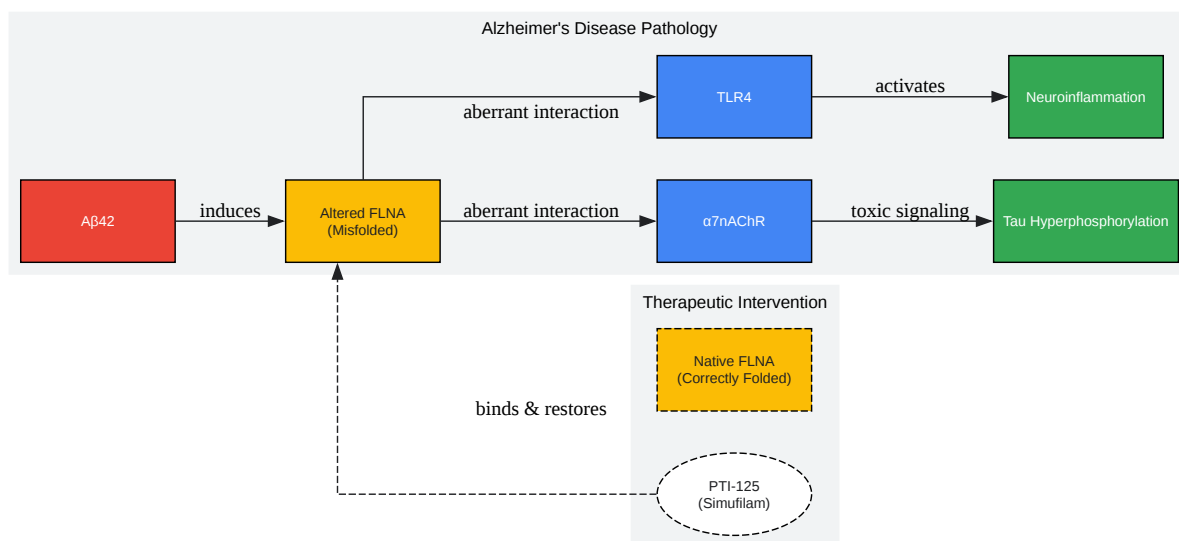 Alzheimer's Disease Pathology
TLR4
activates
Neuroinflammation
aberrant interaction
Aβ42
induces
Altered FLNA
(Misfolded)
aberrant interaction
α7nAChR
toxic signaling
Tau Hyperphosphorylation
Therapeutic Intervention
Native FLNA
(Correctly Folded)
binds & restores
PTI-125
(Simufilam)